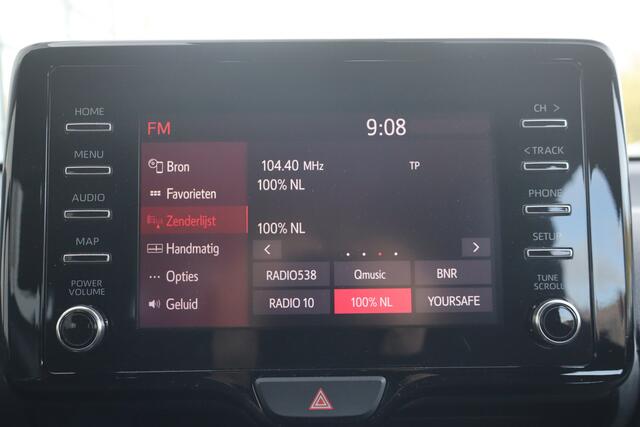 HOME
MENU
AUDIO
MAP
POWER
VOLUME
FM
9:08
Bron
Favorieten
Zenderlijst
Handmatig
Opties
Geluid
104.40 MHz
TP
100% NL
100% NL
RADIO538
Qmusic
BNR
RADIO 10
100% NL
YOURSAFE
CH >
< TRACK
PHONE
SETUP
TUNE
SCROLL